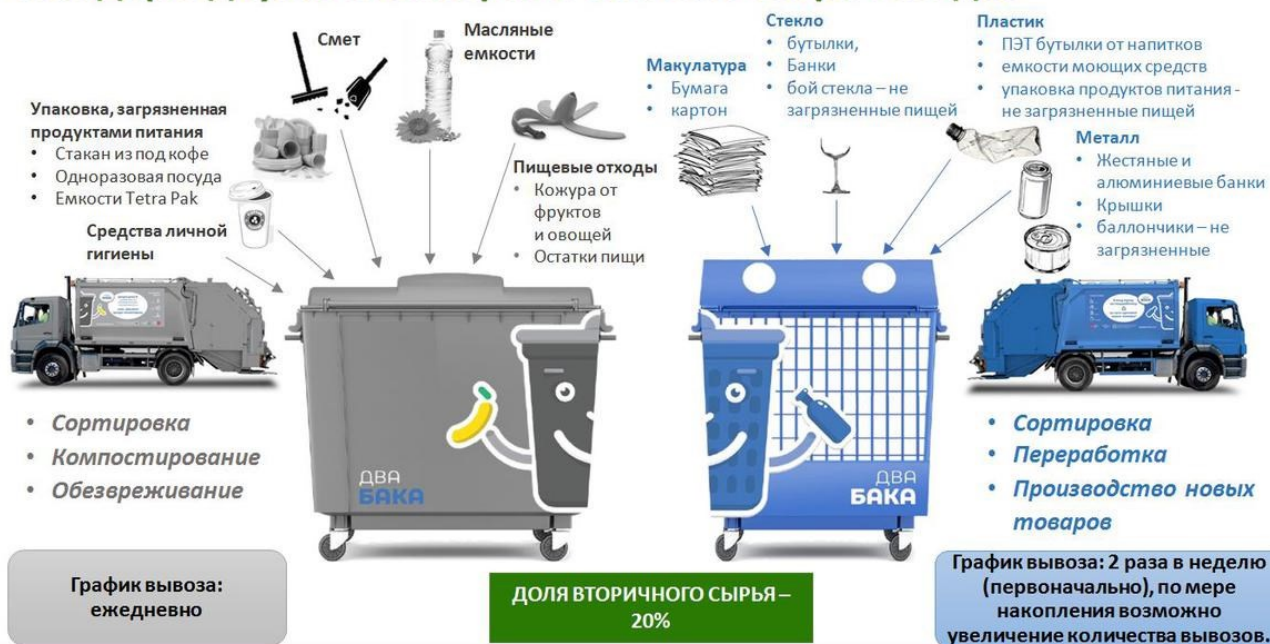 Смет
Масляные
емкости
Упаковка, загрязненная
продуктами питания
• Стакан из под кофе
• Одноразовая посуда
• Емкости Tetra Pak
Средства личной
гигиены
Пищевые отходы
• Кожура от
фруктов
и овощей
• Остатки пищи
Макулатура
• Бумага
• картон
Стекло
• бутылки,
• Банки
• бой стекла – не
загрязненные пищей
Пластик
• ПЭТ бутылки от напитков
• емкости моющих средств
• упаковка продуктов питания -
не загрязненные пищей
Металл
• Жестяные и
алюминиевые банки
• Крышки
• баллончики – не
загрязненные
• Сортировка
• Компостирование
• Обезвреживание
ДВА
БАКА
ДВА
БАКА
• Сортировка
• Переработка
• Производство новых
товаров
График вывоза:
ежедневно
ДОЛЯ ВТОРИЧНОГО СЫРЬЯ –
20%
График вывоза: 2 раза в неделю
(первоначально), по мере
накопления возможно
увеличение количества вывозов.